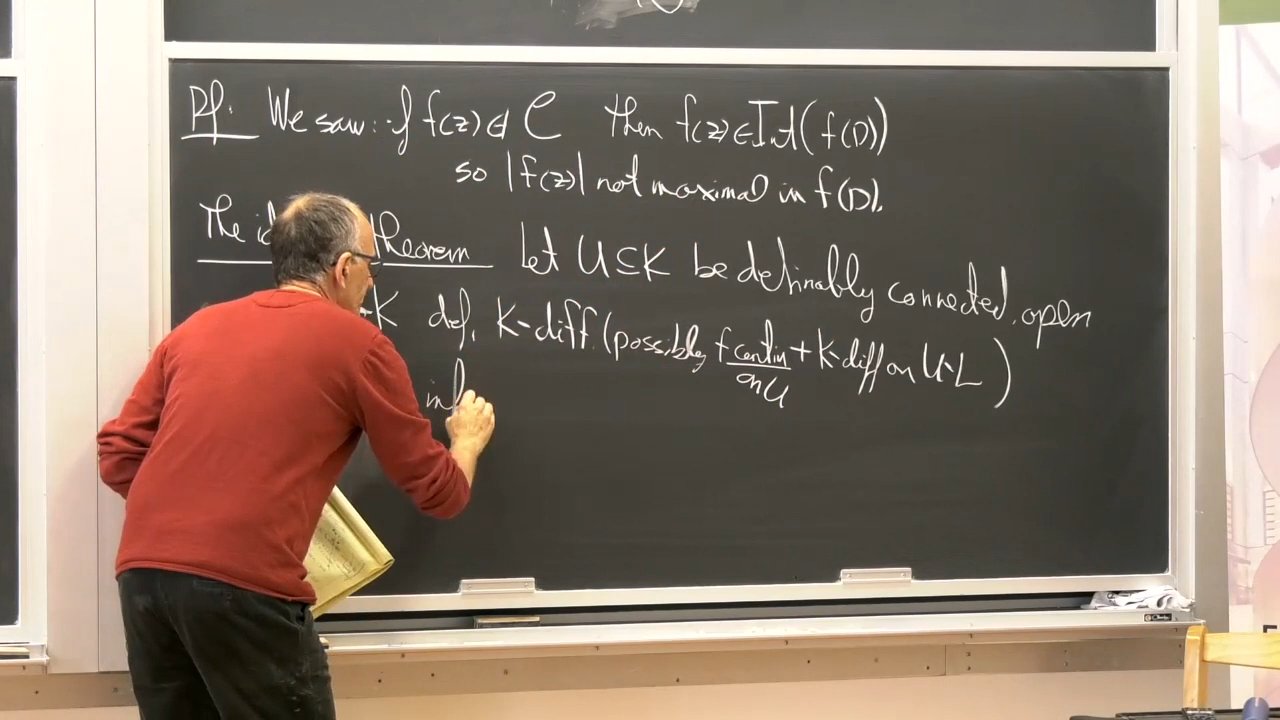 Pf: We saw: if f(z) ∉ C then f(z) ∈ Int(f(D))
so |f(z)| not maximal in f(D).
The theorem Let U ⊆ K be definably connected, open
K def, K-diff. (possibly f contin on U + K-diff on U∖L)
inf